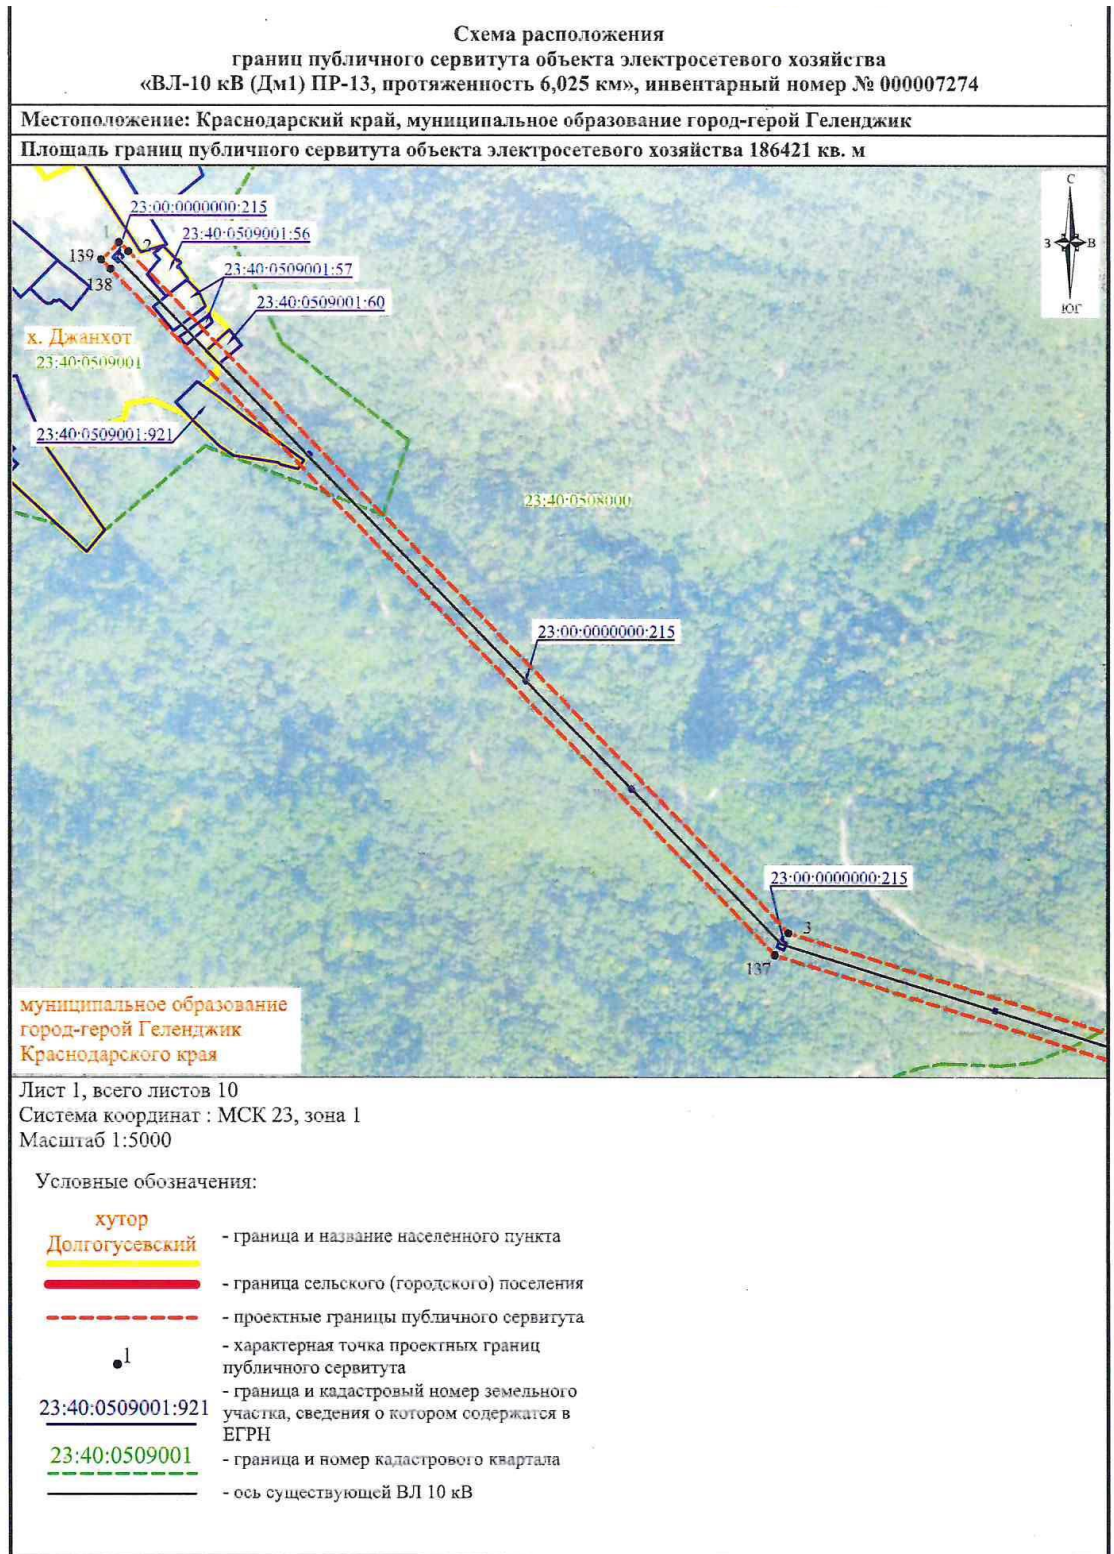 Схема расположения
границ публичного сервитута объекта электросетевого хозяйства
«ВЛ-10 кВ (Дм1) ПР-13, протяженность 6,025 км», инвентарный номер № 000007274
Местоположение: Краснодарский край, муниципальное образование город-герой Геленджик
Площадь границ публичного сервитута объекта электросетевого хозяйства 186421 кв. м
С
З
В
ЮГ
23:00:0000000:215
1
2
23:40:0509001:56
139
23:40:0509001:57
138
23:40:0509001:60
х. Джанхот
23:40:0509001
23:40:0509001:921
23:40:0508000
23:00:0000000:215
23:00:0000000:215
3
137
муниципальное образование
город-герой Геленджик
Краснодарского края
Лист 1, всего листов 10
Система координат : МСК 23, зона 1
Масштаб 1:5000
Условные обозначения:
хутор
Долгогусевский
- граница и название населенного пункта
- граница сельского (городского) поселения
- проектные границы публичного сервитута
1
- характерная точка проектных границ
публичного сервитута
23:40:0509001:921
- граница и кадастровый номер земельного
участка, сведения о котором содержатся в
ЕГРН
23:40:0509001
- граница и номер кадастрового квартала
- ось существующей ВЛ 10 кВ